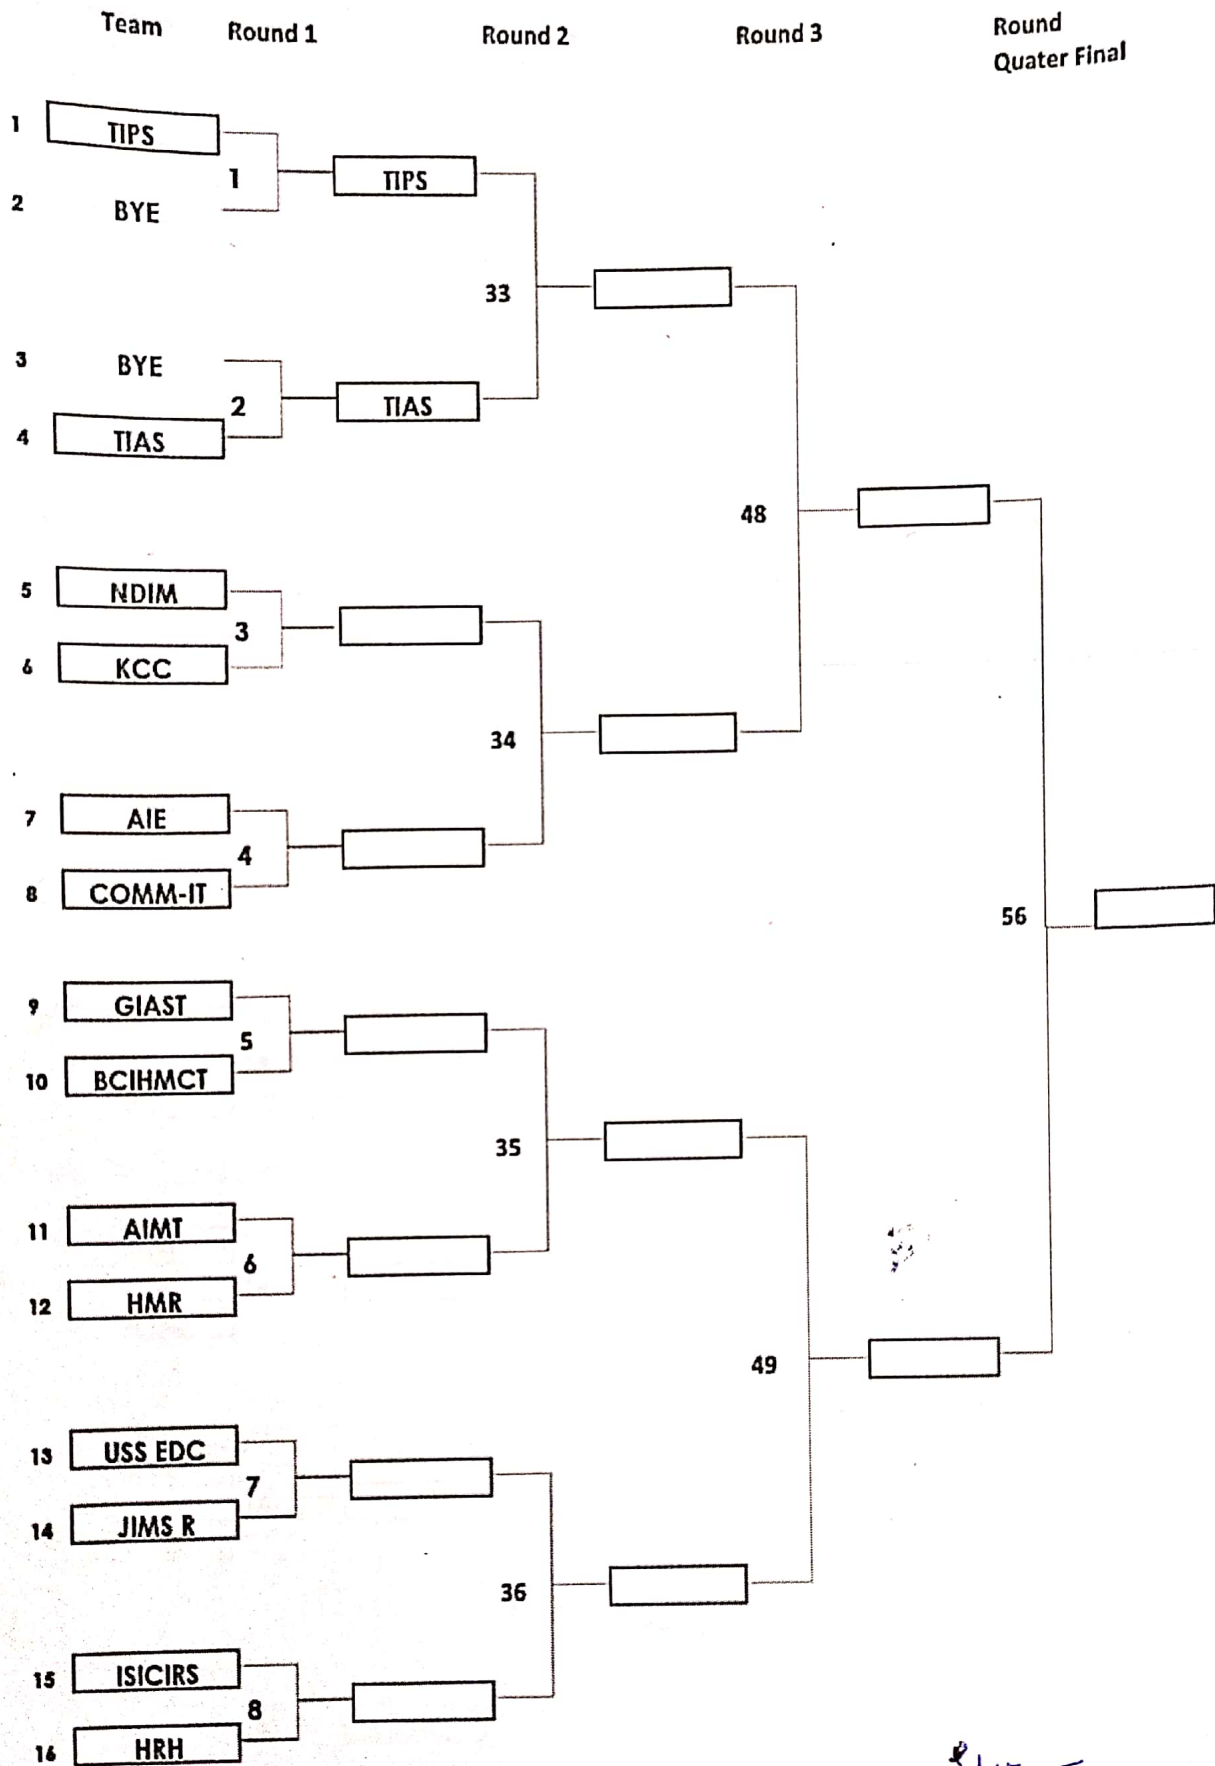 Team Round 1 Round 2 Round 3 Round
Quater Final
1 TIPS
1 TIPS
2 BYE
33
3 BYE
2 TIAS
4 TIAS
48
5 NDIM
3
6 KCC
34
7 AIE
4
8 COMM-IT
56
9 GIAST
5
10 BCIHMCT
35
11 AIMT
6
12 HMR
49
13 USS EDC
7
14 JIMS R
36
15 ISICIRS
8
16 HRH